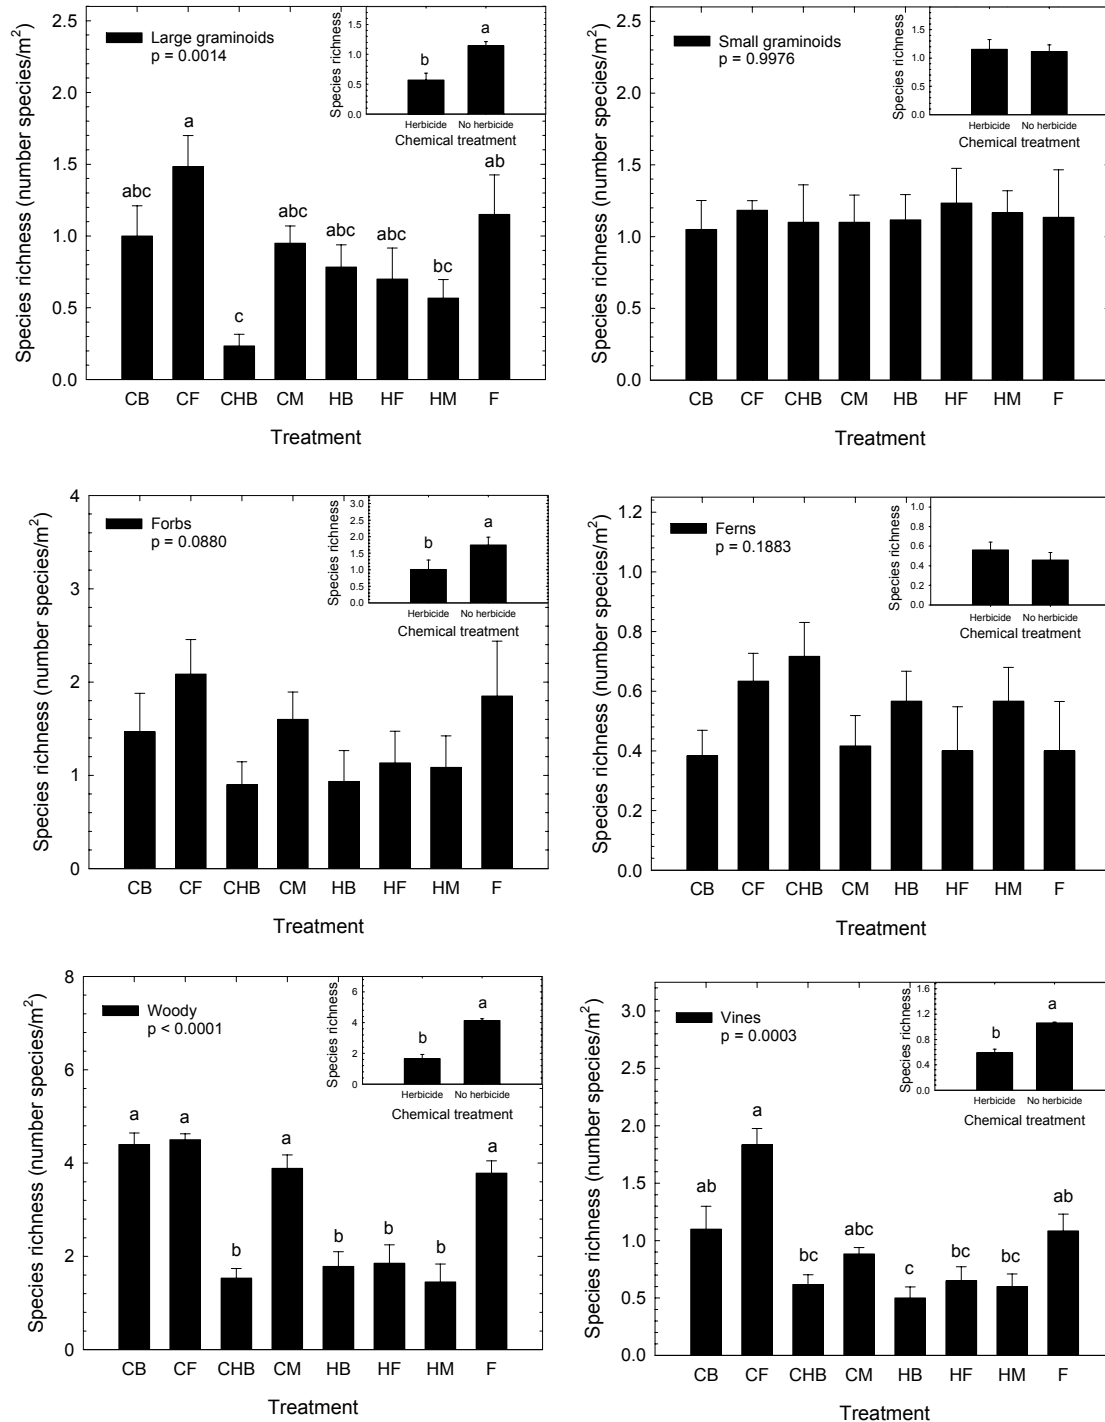 Large graminoids
p = 0.0014
Species richness (number species/m²)
2.5
2.0
1.5
1.0
0.5
0.0
abc
a
c
abc
abc
abc
bc
ab
CB CF CHB CM HB HF HM F
Treatment
Species richness
1.5
1.0
0.5
0.0
b
a
Herbicide No herbicide
Chemical treatment
Small graminoids
p = 0.9976
Species richness (number species/m²)
2.5
2.0
1.5
1.0
0.5
0.0
CB CF CHB CM HB HF HM F
Treatment
Species richness
1.5
1.0
0.5
0.0
Herbicide No herbicide
Chemical treatment
Forbs
p = 0.0880
Species richness (number species/m²)
4
3
2
1
0
CB CF CHB CM HB HF HM F
Treatment
Species richness
3.0
2.5
2.0
1.5
1.0
0.5
0.0
b
a
Herbicide No herbicide
Chemical treatment
Ferns
p = 0.1883
Species richness (number species/m²)
1.2
1.0
0.8
0.6
0.4
0.2
0.0
CB CF CHB CM HB HF HM F
Treatment
Species richness
1.0
0.8
0.6
0.4
0.2
0.0
Herbicide No herbicide
Chemical treatment
Woody
p < 0.0001
Species richness (number species/m²)
8
6
4
2
0
a
a
b
a
b
b
b
a
CB CF CHB CM HB HF HM F
Treatment
Species richness
6
4
2
0
b
a
Herbicide No herbicide
Chemical treatment
Vines
p = 0.0003
Species richness (number species/m²)
3.0
2.5
2.0
1.5
1.0
0.5
0.0
ab
a
bc
abc
c
bc
bc
ab
CB CF CHB CM HB HF HM F
Treatment
Species richness
1.6
1.2
0.8
0.4
0.0
b
a
Herbicide No herbicide
Chemical treatment